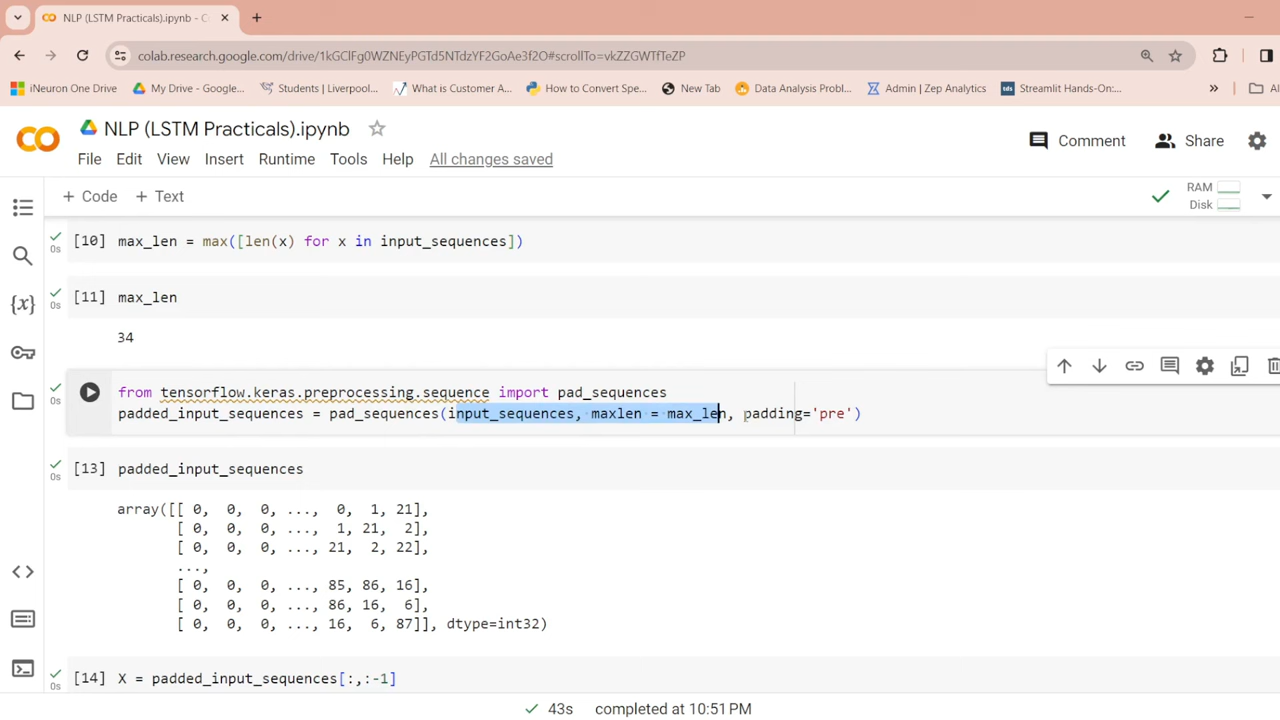 NLP (LSTM Practicals).ipynb - C
colab.research.google.com/drive/1kGClFg0WZNEyPGTd5NTdzYF2GoAe3f2O#scrollTo=vkZZGWTfTeZP
iNeuron One Drive My Drive - Google... Students | Liverpool... What is Customer A... How to Convert Spe... New Tab Data Analysis Probl... Admin | Zep Analytics tds Streamlit Hands-On:... » Al
NLP (LSTM Practicals).ipynb
Comment Share
File Edit View Insert Runtime Tools Help All changes saved
+ Code + Text
RAM
Disk
[10] max_len = max([len(x) for x in input_sequences])
0s
[11] max_len
0s
34
from tensorflow.keras.preprocessing.sequence import pad_sequences
0s
padded_input_sequences = pad_sequences(input_sequences, maxlen = max_len, padding='pre')
[13] padded_input_sequences
0s
array([[ 0, 0, 0, ..., 0, 1, 21],
[ 0, 0, 0, ..., 1, 21, 2],
[ 0, 0, 0, ..., 21, 2, 22],
...,
[ 0, 0, 0, ..., 85, 86, 16],
[ 0, 0, 0, ..., 86, 16, 6],
[ 0, 0, 0, ..., 16, 6, 87]], dtype=int32)
[14] X = padded_input_sequences[:,:-1]
0s
43s completed at 10:51 PM